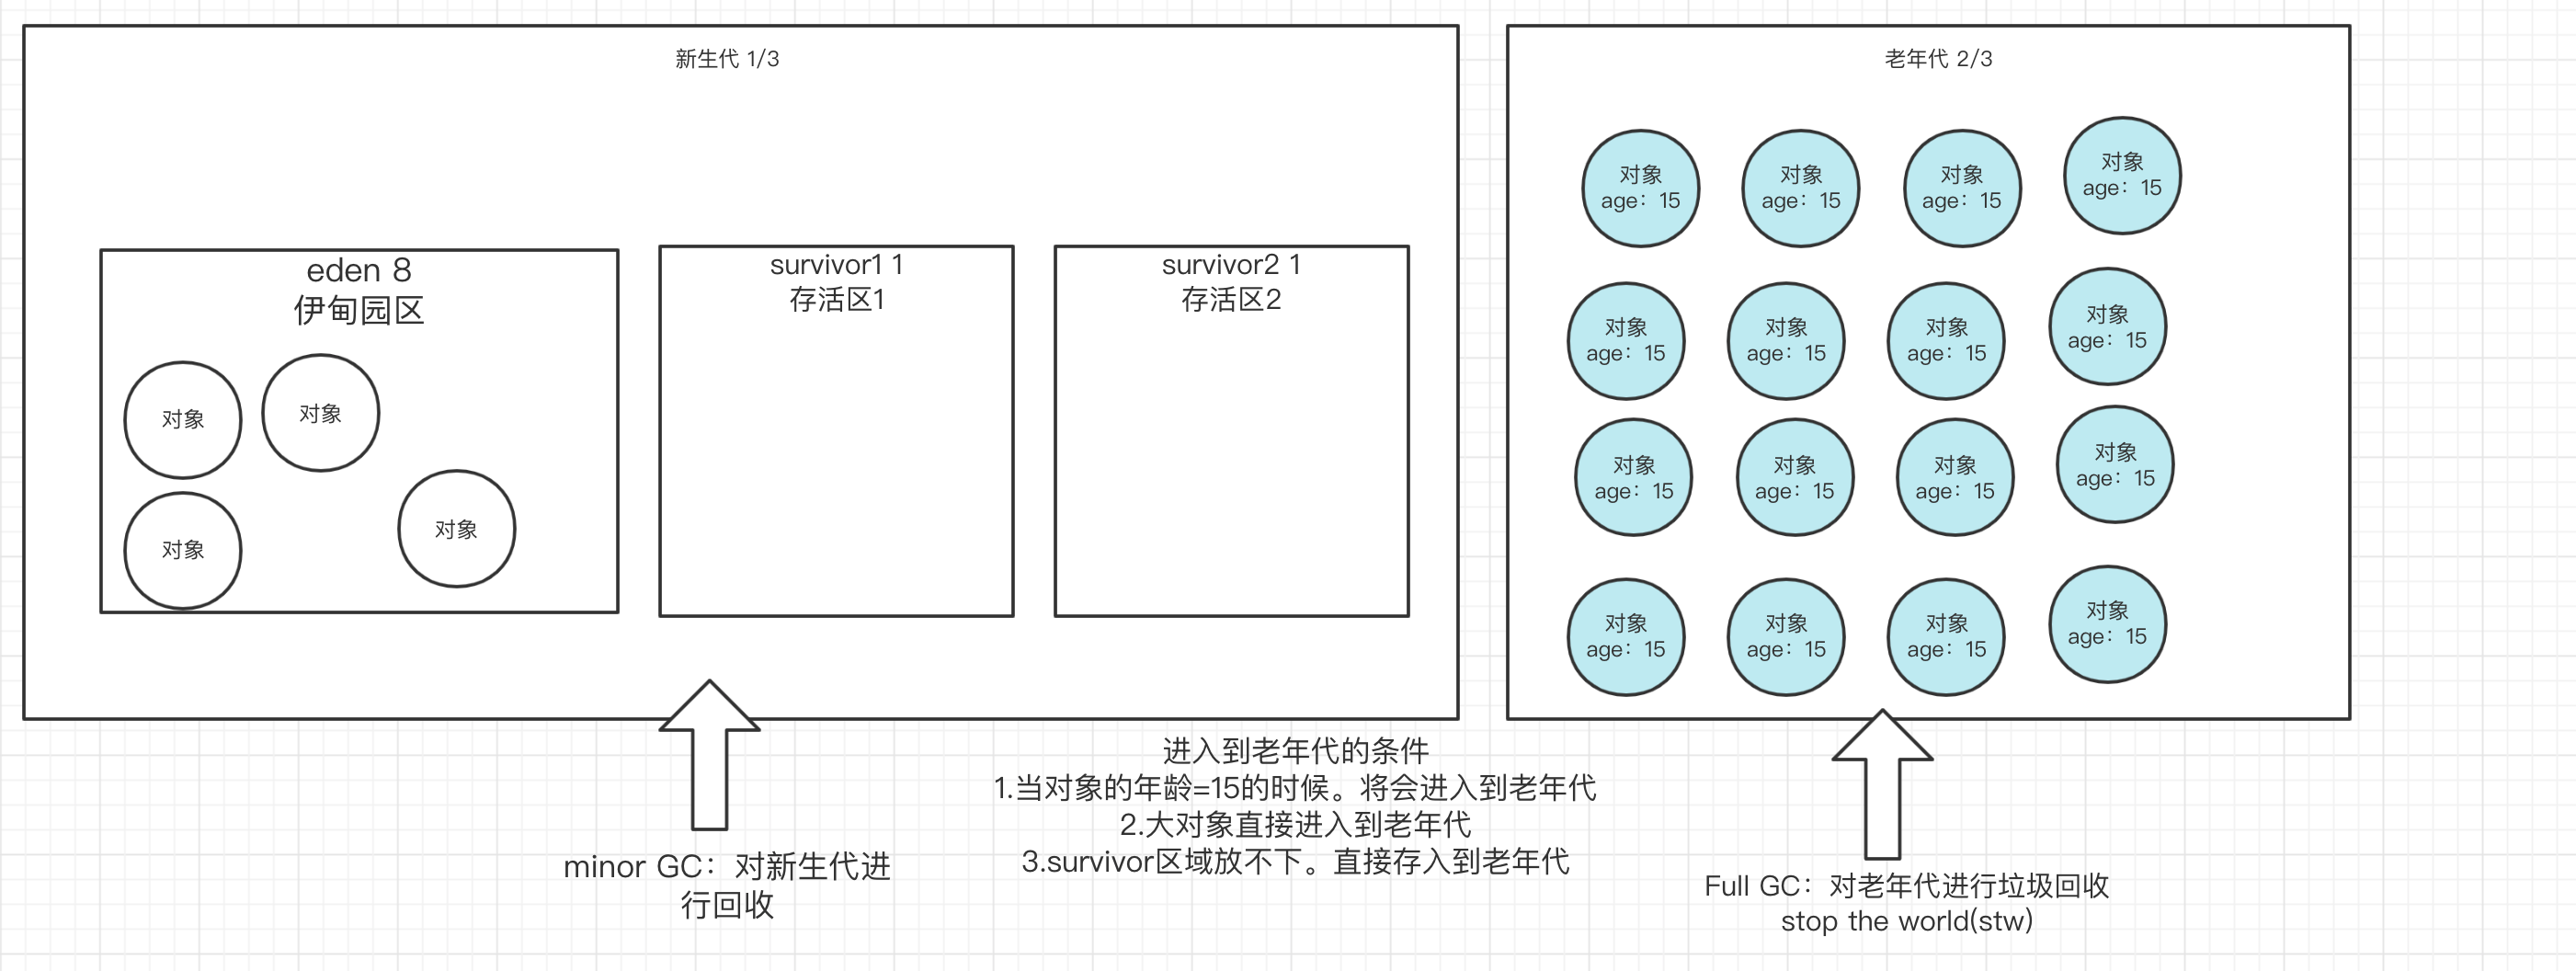 新生代 1/3
eden 8
伊甸园区
对象
对象
对象
对象
survivor1 1
存活区1
survivor2 1
存活区2
老年代 2/3
对象
age：15
对象
age：15
对象
age：15
对象
age：15
对象
age：15
对象
age：15
对象
age：15
对象
age：15
对象
age：15
对象
age：15
对象
age：15
对象
age：15
对象
age：15
对象
age：15
对象
age：15
对象
age：15
minor GC：对新生代进
行回收
进入到老年代的条件
1.当对象的年龄=15的时候。将会进入到老年代
2.大对象直接进入到老年代
3.survivor区域放不下。直接存入到老年代
Full GC：对老年代进行垃圾回收
stop the world(stw)